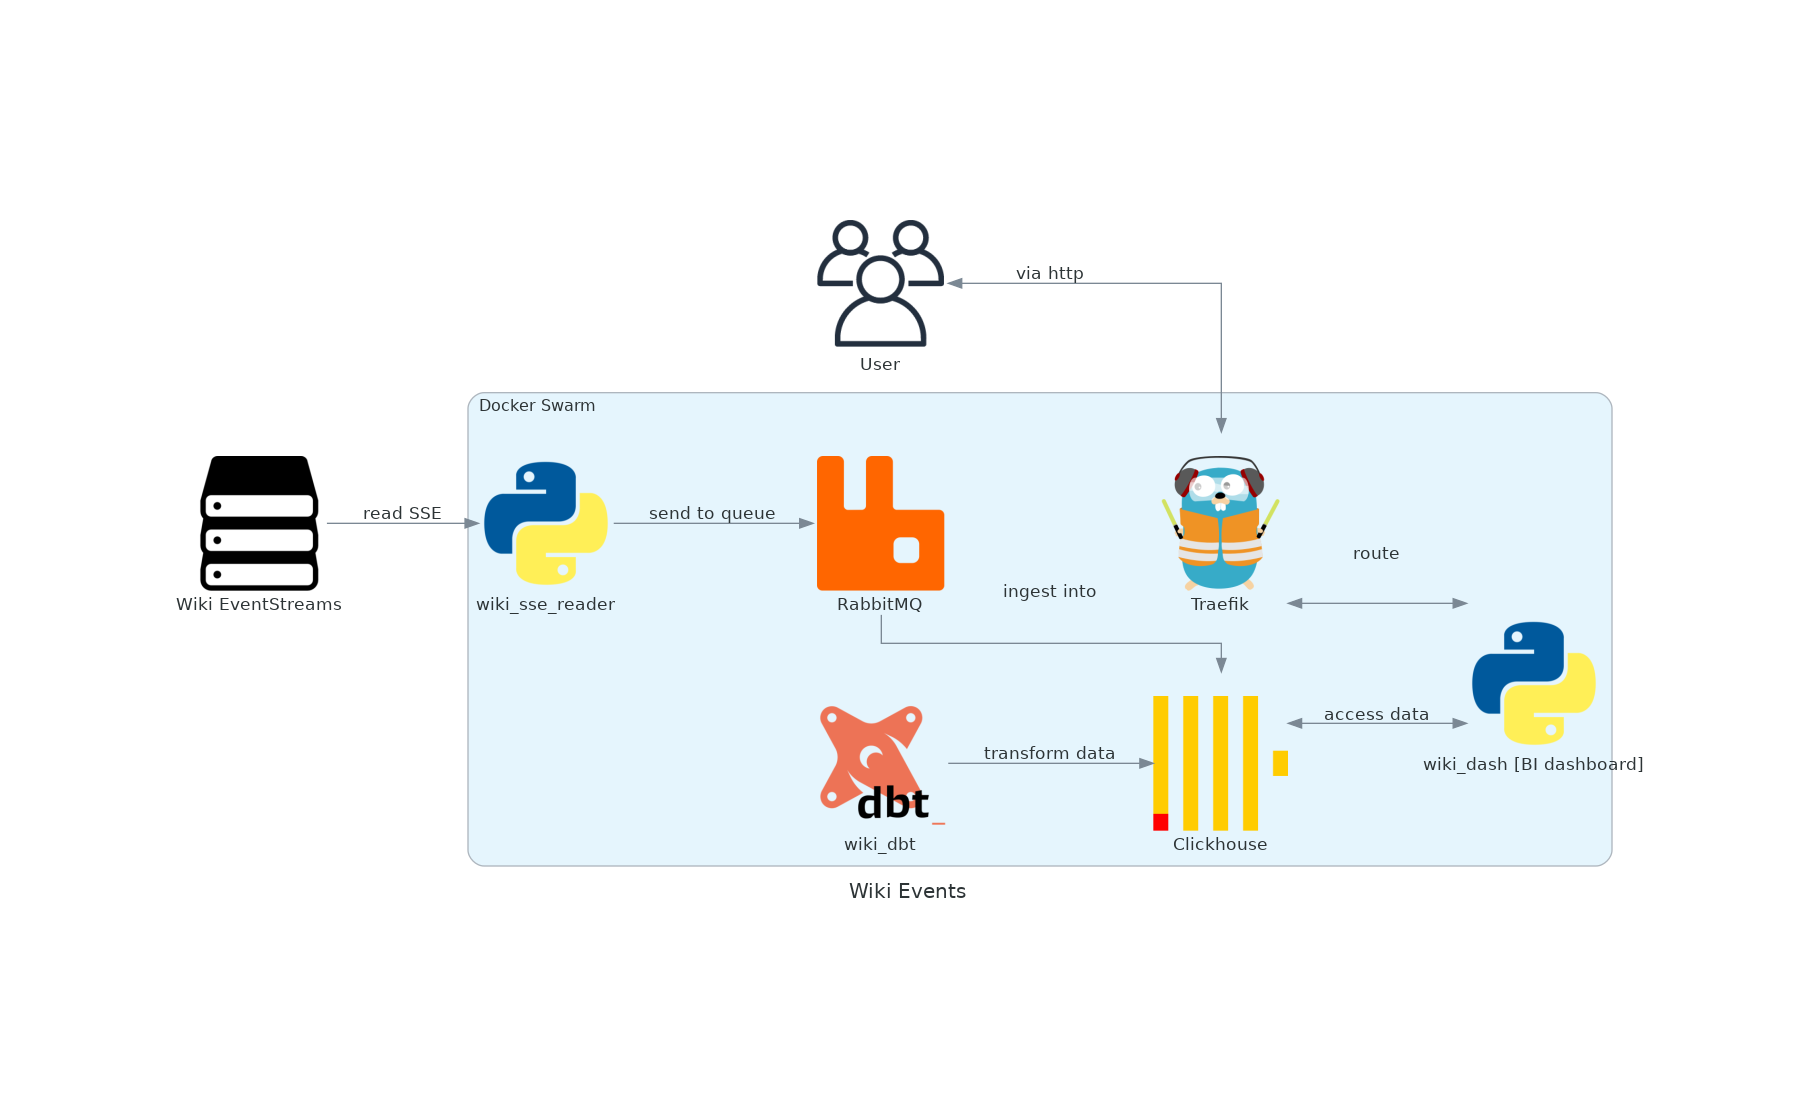 via http
User
Docker Swarm
read SSE
send to queue
route
ingest into
Wiki EventStreams
wiki_sse_reader
RabbitMQ
Traefik
access data
transform data
wiki_dash [BI dashboard]
dbt_
wiki_dbt
Clickhouse
Wiki Events